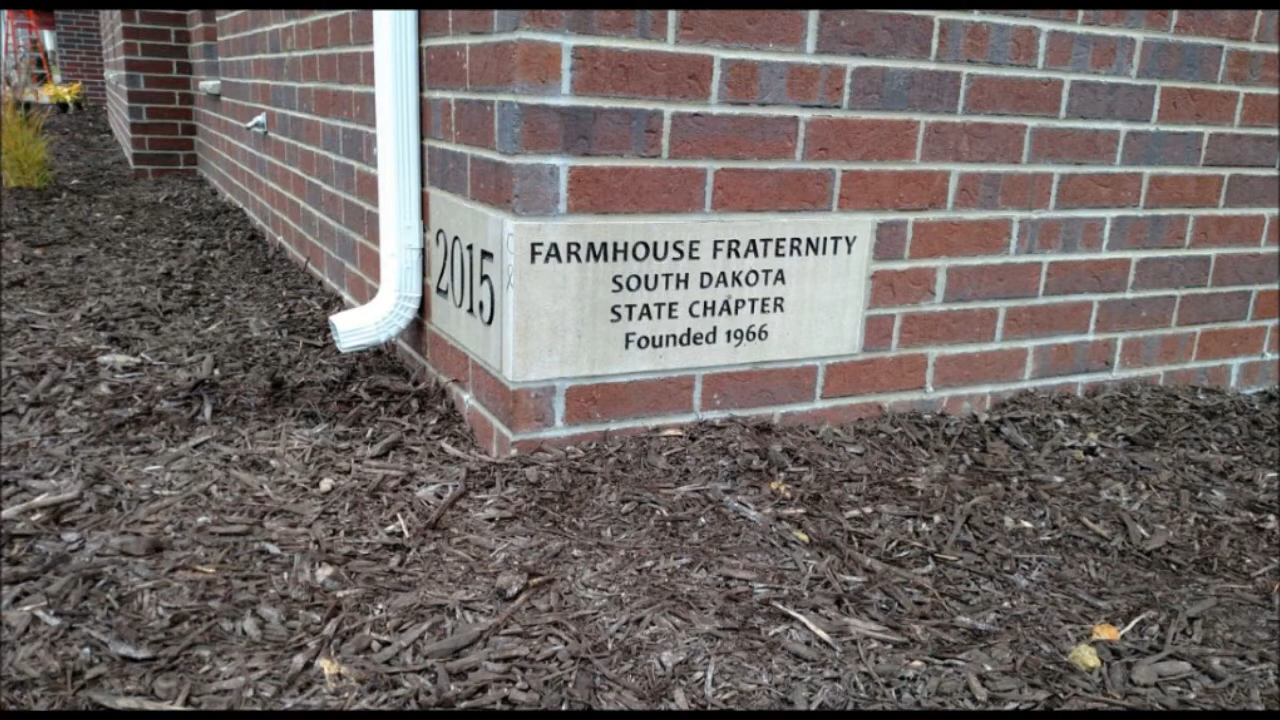 2015
FARMHOUSE FRATERNITY
SOUTH DAKOTA
STATE CHAPTER
Founded 1966